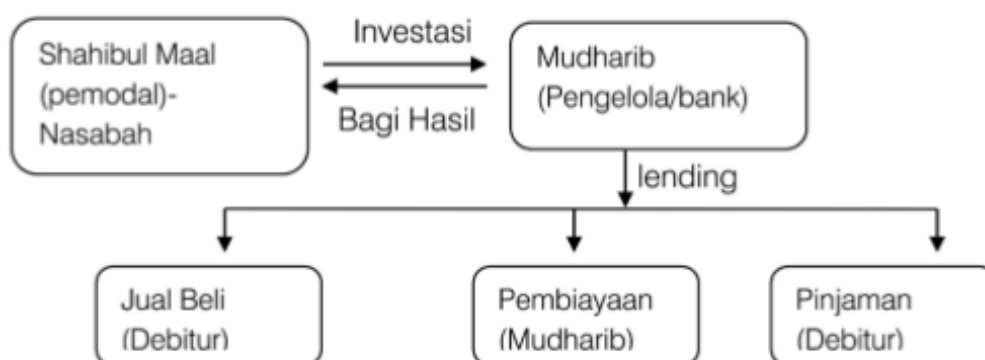 Shahibul Maal
(pemodal)-
Nasabah
Investasi
Bagi Hasil
Mudharib
(Pengelola/bank)
lending
Jual Beli
(Debitur)
Pembiayaan
(Mudharib)
Pinjaman
(Debitur)